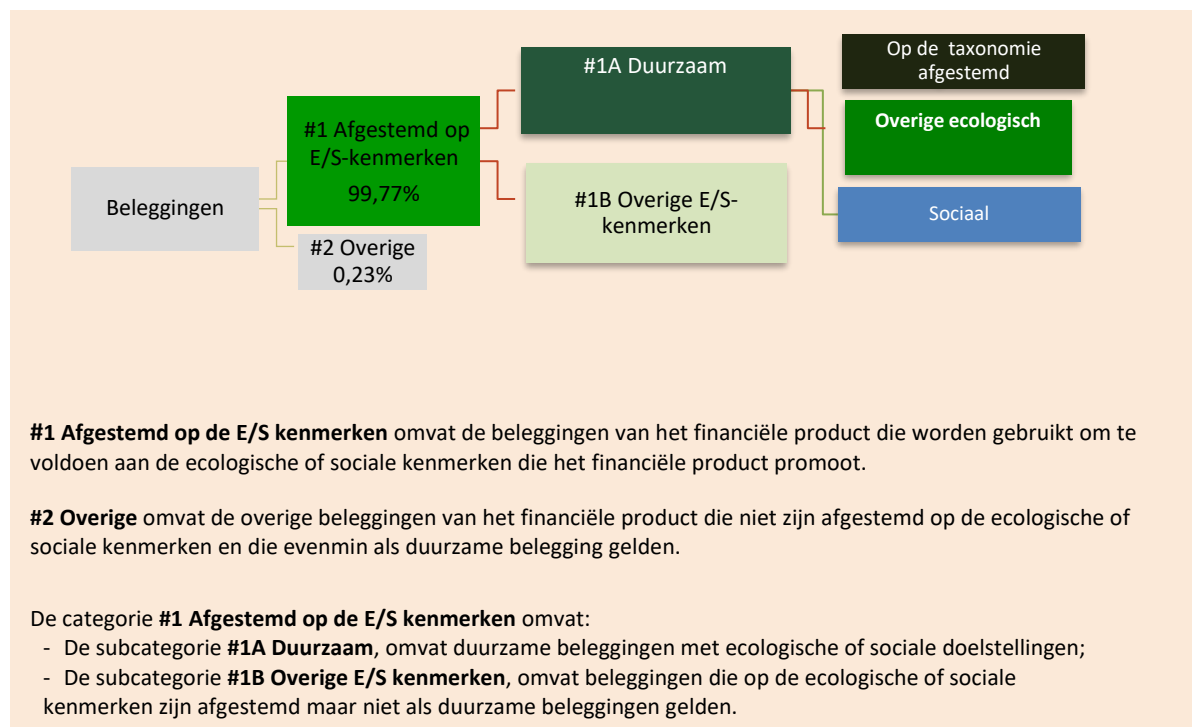 Beleggingen
#1 Afgestemd op
E/S-kenmerken
99,77%
#2 Overige
0,23%
#1A Duurzaam
#1B Overige E/S-
kenmerken
Op de taxonomie
afgestemd
Overige ecologisch
Sociaal
#1 Afgestemd op de E/S kenmerken omvat de beleggingen van het financiële product die worden gebruikt om te
voldoen aan de ecologische of sociale kenmerken die het financiële product promoot.
#2 Overige omvat de overige beleggingen van het financiële product die niet zijn afgestemd op de ecologische of
sociale kenmerken en die evenmin als duurzame belegging gelden.
De categorie #1 Afgestemd op de E/S kenmerken omvat:
- De subcategorie #1A Duurzaam, omvat duurzame beleggingen met ecologische of sociale doelstellingen;
- De subcategorie #1B Overige E/S kenmerken, omvat beleggingen die op de ecologische of sociale
kenmerken zijn afgestemd maar niet als duurzame beleggingen gelden.